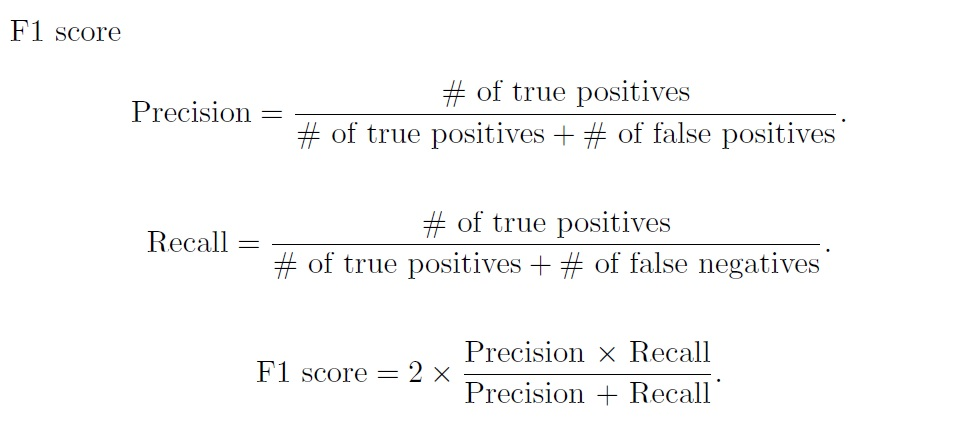 F1 score
Precision = # of true positives / # of true positives + # of false positives.
Recall = # of true positives / # of true positives + # of false negatives.
F1 score = 2 × Precision × Recall / Precision + Recall.